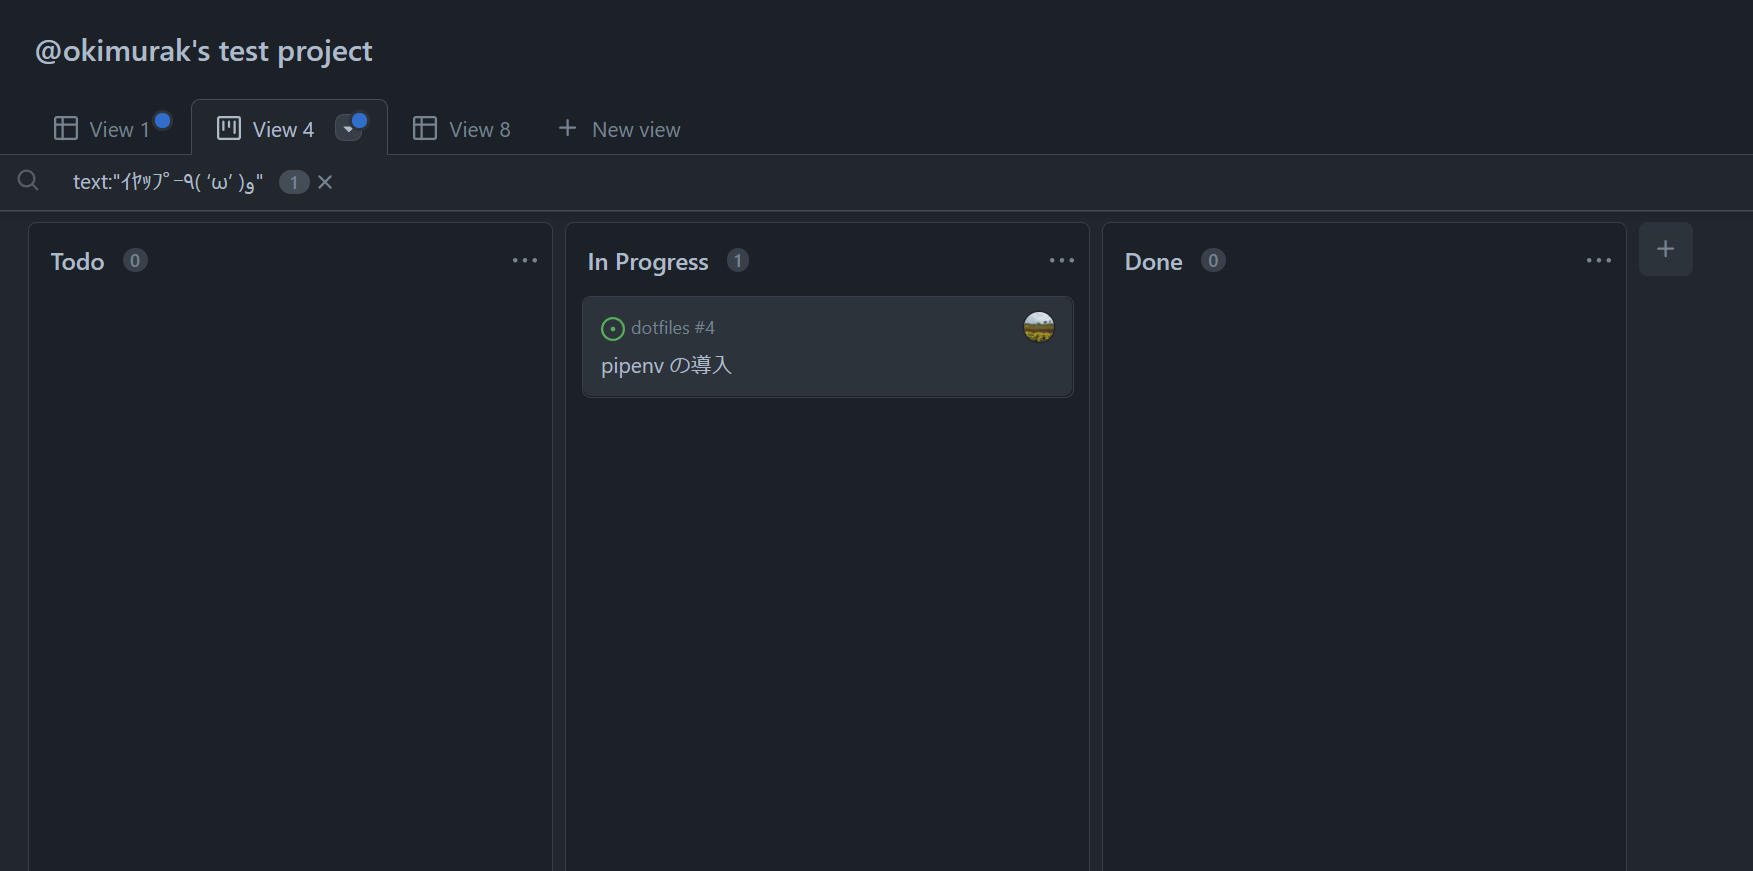 @okimurak's test project
View 1
View 4
View 8
New view
text:"ｲﾔｯﾌﾟｰ٩( ‘ω’ )و" 1
Todo 0
In Progress 1
Done 0
dotfiles #4
pipenv の導入